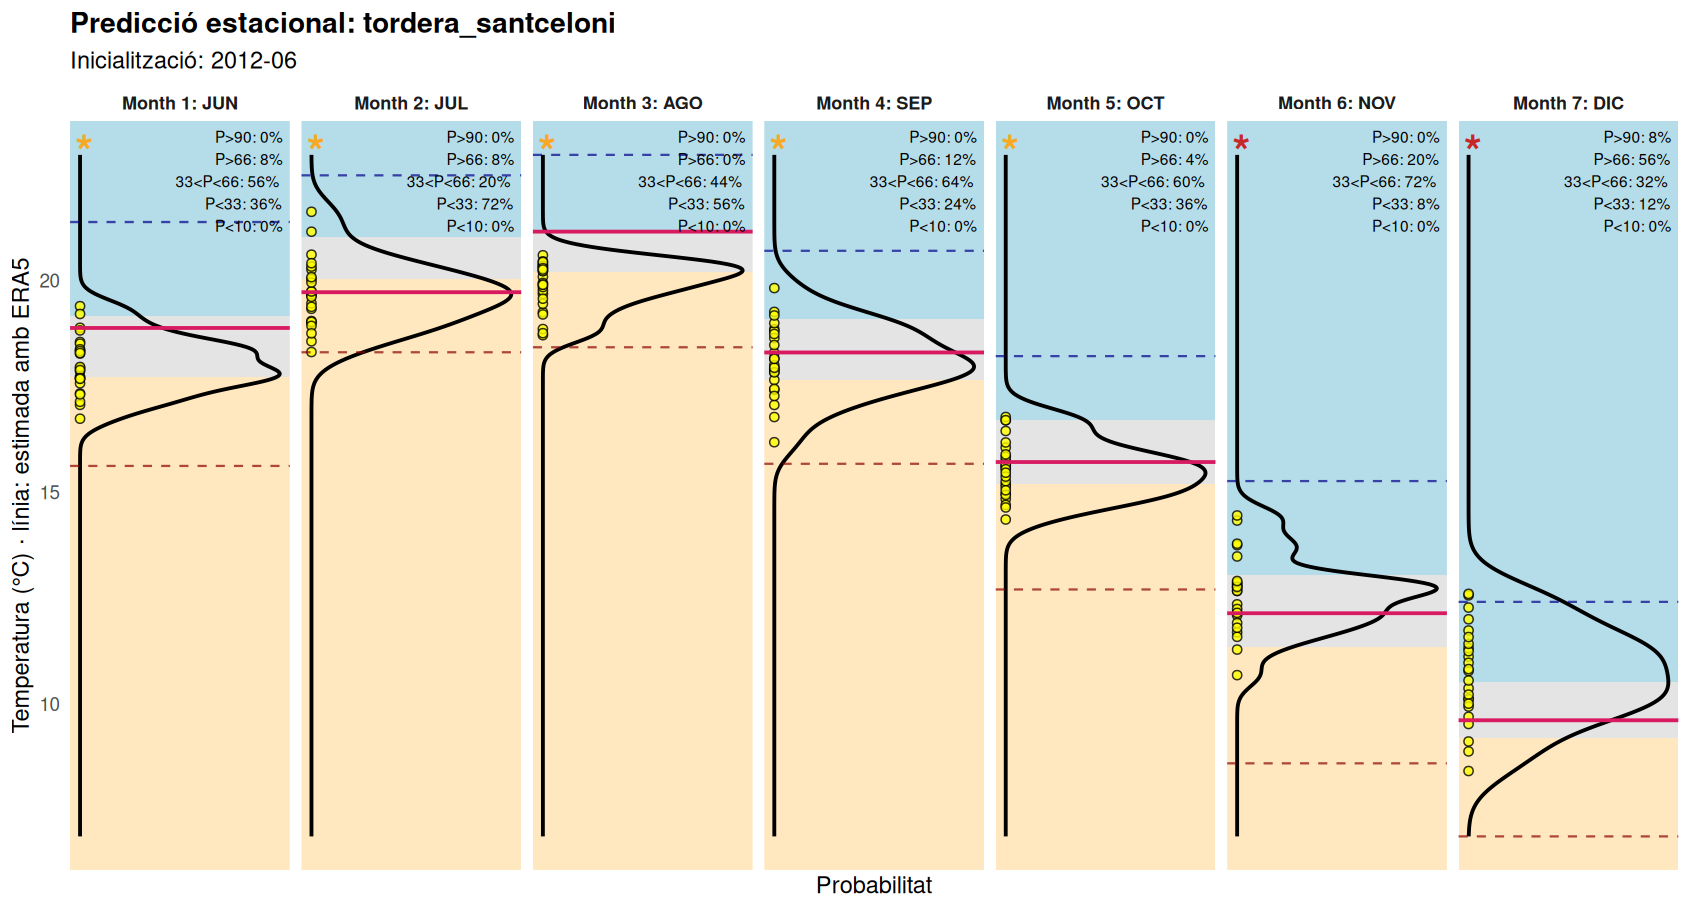 Predicció estacional: tordera_santceloni
Inicialització: 2012-06
Month 1: JUN
Month 2: JUL
Month 3: AGO
Month 4: SEP
Month 5: OCT
Month 6: NOV
Month 7: DIC
*
P>90: 0%
P>66: 8%
33<P<66: 56%
P<33: 36%
P<10: 0%
*
P>90: 0%
P>66: 8%
33<P<66: 20%
P<33: 72%
P<10: 0%
*
P>90: 0%
P>66: 0%
33<P<66: 44%
P<33: 56%
P<10: 0%
*
P>90: 0%
P>66: 12%
33<P<66: 64%
P<33: 24%
P<10: 0%
*
P>90: 0%
P>66: 4%
33<P<66: 60%
P<33: 36%
P<10: 0%
*
P>90: 0%
P>66: 20%
33<P<66: 72%
P<33: 8%
P<10: 0%
*
P>90: 8%
P>66: 56%
33<P<66: 32%
P<33: 12%
P<10: 0%
Temperatura (°C) · línia: estimada amb ERA5
20
15
10
Probabilitat